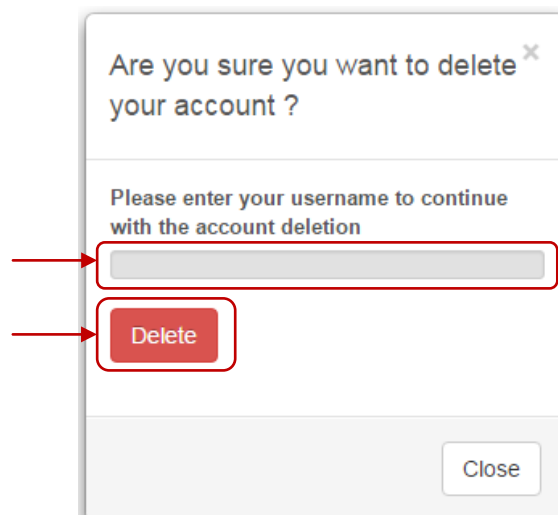 Are you sure you want to delete
your account ?
×
Please enter your username to continue
with the account deletion
Delete
Close